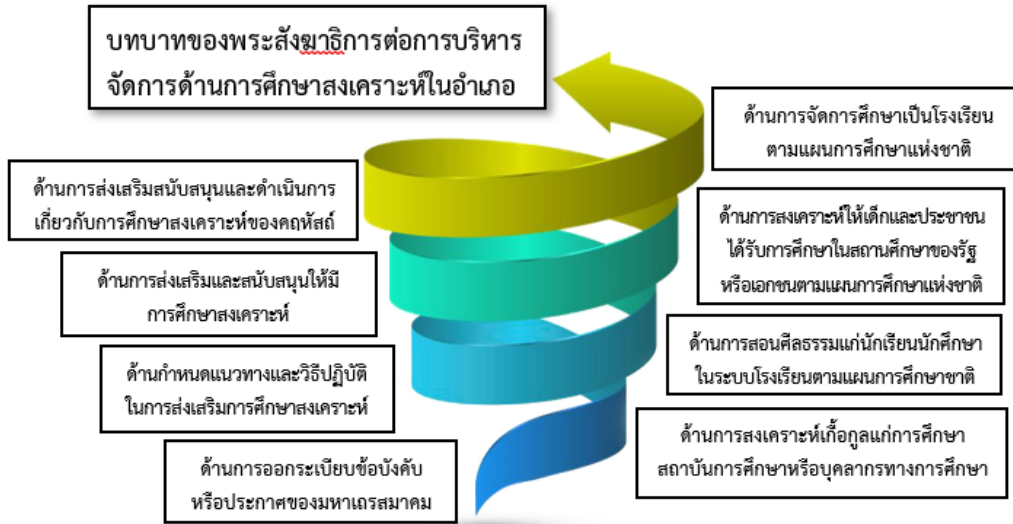 บทบาทของพระสังฆาธิการต่อการบริหาร
จัดการด้านการศึกษาสงเคราะห์ในอำเภอ
ด้านการส่งเสริมสนับสนุนและดำเนินการ
เกี่ยวกับการศึกษาสงเคราะห์ของคฤหัสถ์
ด้านการส่งเสริมและสนับสนุนให้มี
การศึกษาสงเคราะห์
ด้านกำหนดแนวทางและวิธีปฏิบัติ
ในการส่งเสริมการศึกษาสงเคราะห์
ด้านการออกระเบียบข้อบังคับ
หรือประกาศของมหาเถรสมาคม
ด้านการจัดการศึกษาเป็นโรงเรียน
ตามแผนการศึกษาแห่งชาติ
ด้านการสงเคราะห์ให้เด็กและประชาชน
ได้รับการศึกษาในสถานศึกษาของรัฐ
หรือเอกชนตามแผนการศึกษาแห่งชาติ
ด้านการสอนศีลธรรมแก่นักเรียนนักศึกษา
ในระบบโรงเรียนตามแผนการศึกษาชาติ
ด้านการสงเคราะห์เกื้อกูลแก่การศึกษา
สถาบันการศึกษาหรือบุคลากรทางการศึกษา